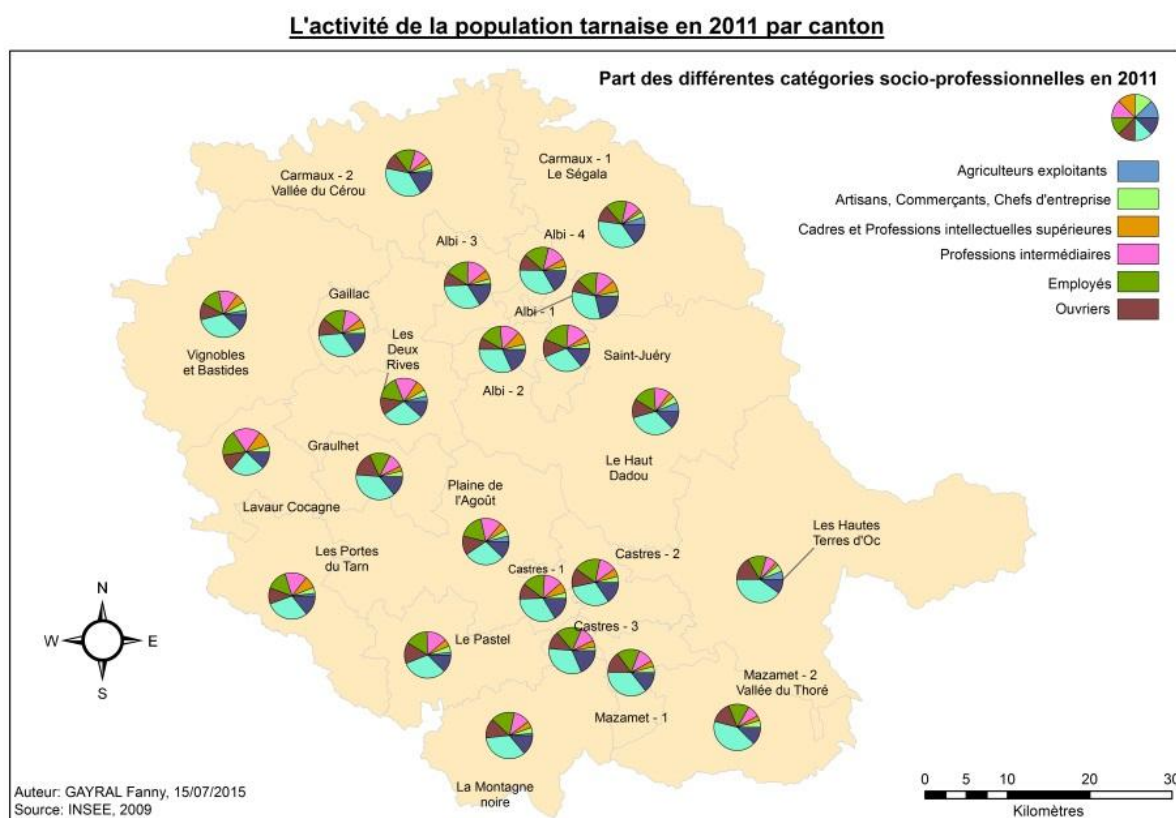 L'activité de la population tarnaise en 2011 par canton
Part des différentes catégories socio-professionnelles en 2011
Agriculteurs exploitants
Artisans, Commerçants, Chefs d'entreprise
Cadres et Professions intellectuelles supérieures
Professions intermédiaires
Employés
Ouvriers
Carmaux - 2
Vallée du Cérou
Carmaux - 1
Le Ségala
Albi - 3
Albi - 4
Gaillac
Albi - 1
Les
Deux
Rives
Vignobles
et Bastides
Saint-Juéry
Albi - 2
Graulhet
Le Haut
Dadou
Plaine de
l'Agoût
Lavaur Cocagne
Les Hautes
Terres d'Oc
Les Portes
du Tarn
Castres - 2
Castres - 1
N
W
E
S
Castres - 3
Le Pastel
Mazamet - 2
Vallée du Thoré
Mazamet - 1
La Montagne
noire
Auteur: GAYRAL Fanny, 15/07/2015
Source: INSEE, 2009
0 5 10 20 30
Kilomètres